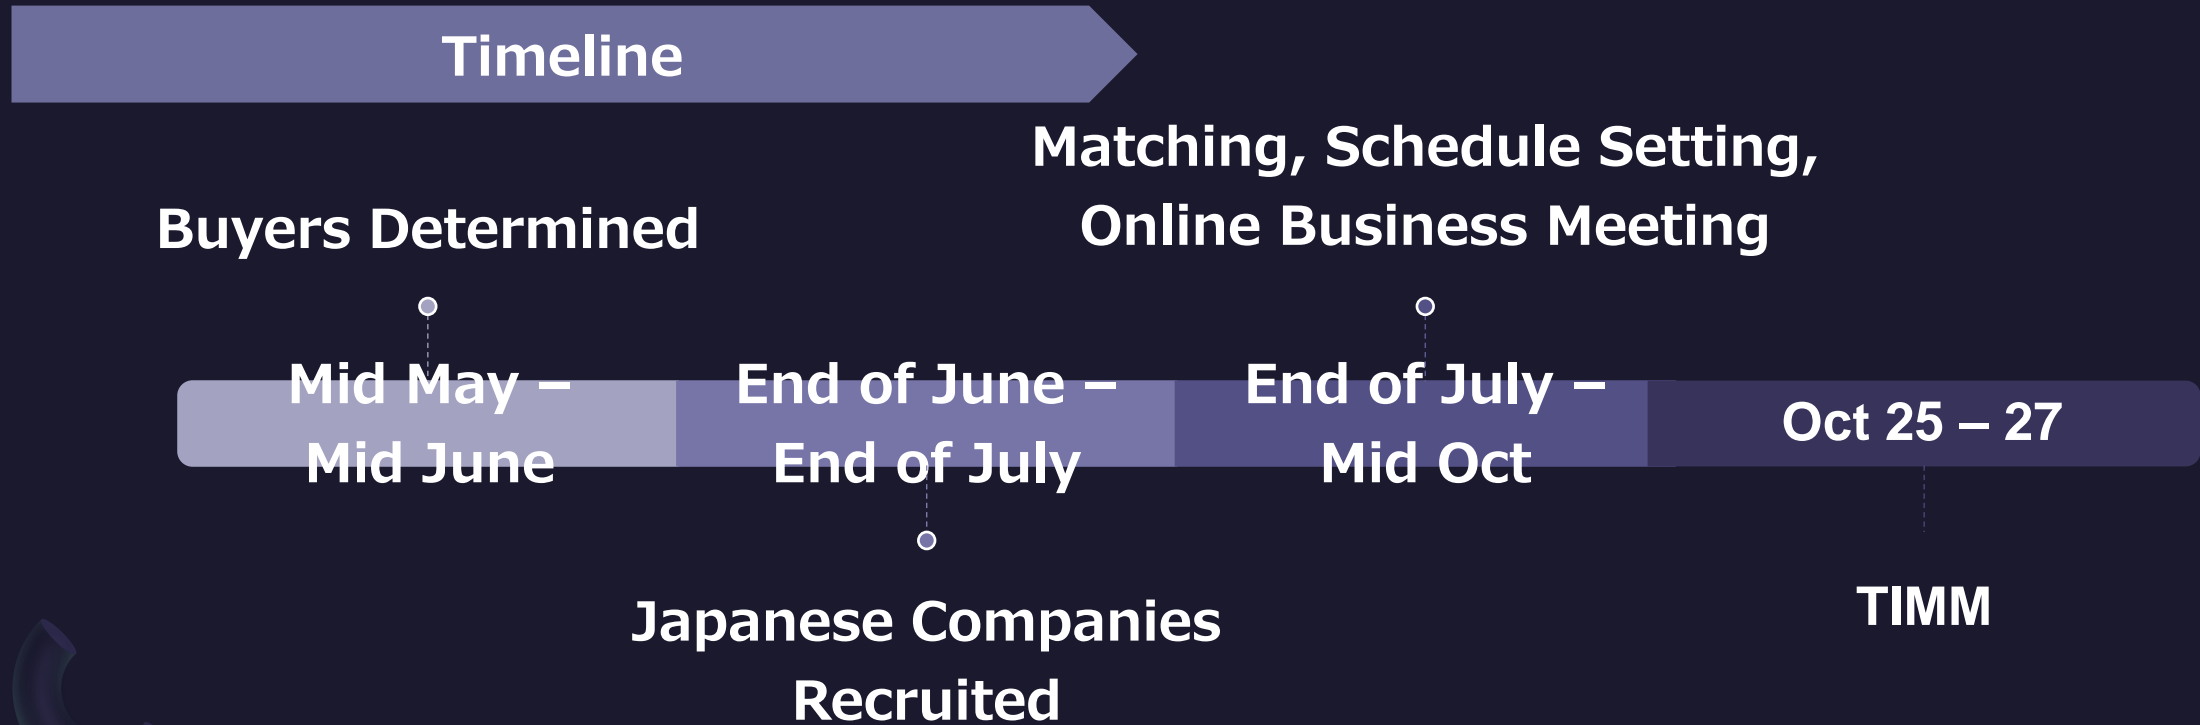 Timeline
Matching, Schedule Setting,
Online Business Meeting
Buyers Determined
Mid May –
Mid June
End of June –
End of July
End of July –
Mid Oct
Oct 25 – 27
Japanese Companies
Recruited
TIMM